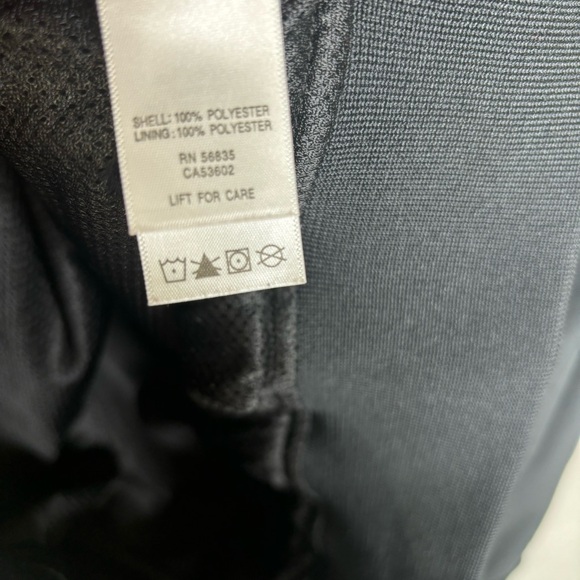 SHELL: 100% POLYESTER
LINING: 100% POLYESTER
RN 56835
CA53602
LIFT FOR CARE